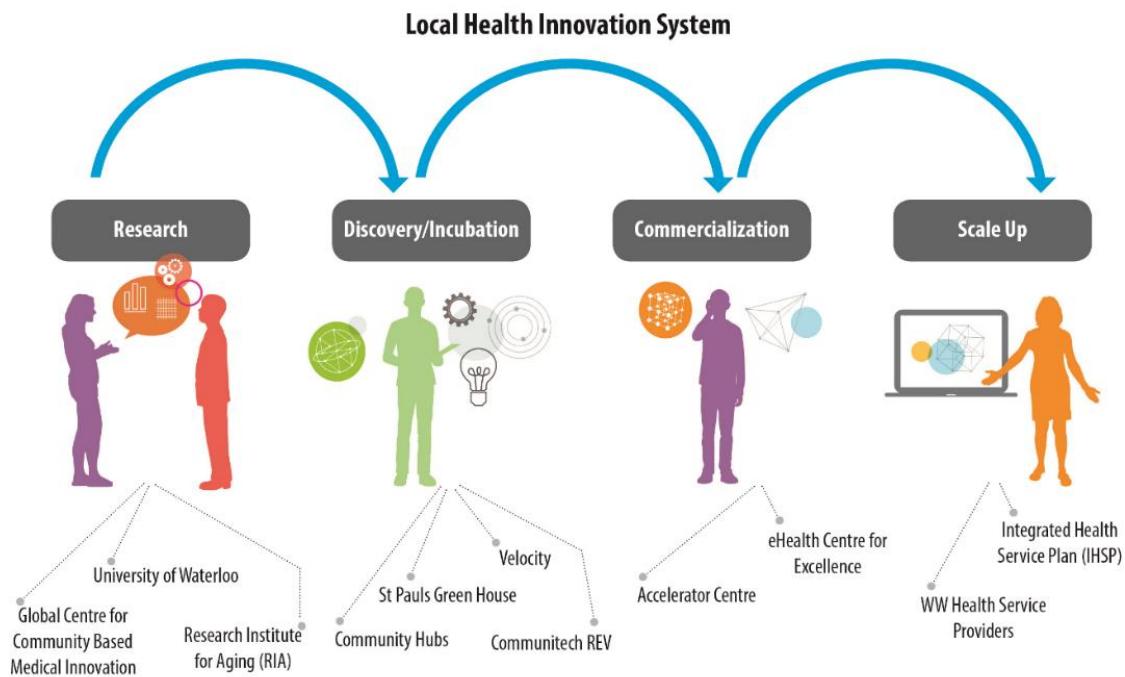 Local Health Innovation System
Research
Discovery/Incubation
Commercialization
Scale Up
Global Centre for
Community Based
Medical Innovation
University of Waterloo
Research Institute
for Aging (RIA)
Community Hubs
St Pauls Green House
Velocity
Communitech REV
Accelerator Centre
eHealth Centre for
Excellence
WW Health Service
Providers
Integrated Health
Service Plan (IHSP)